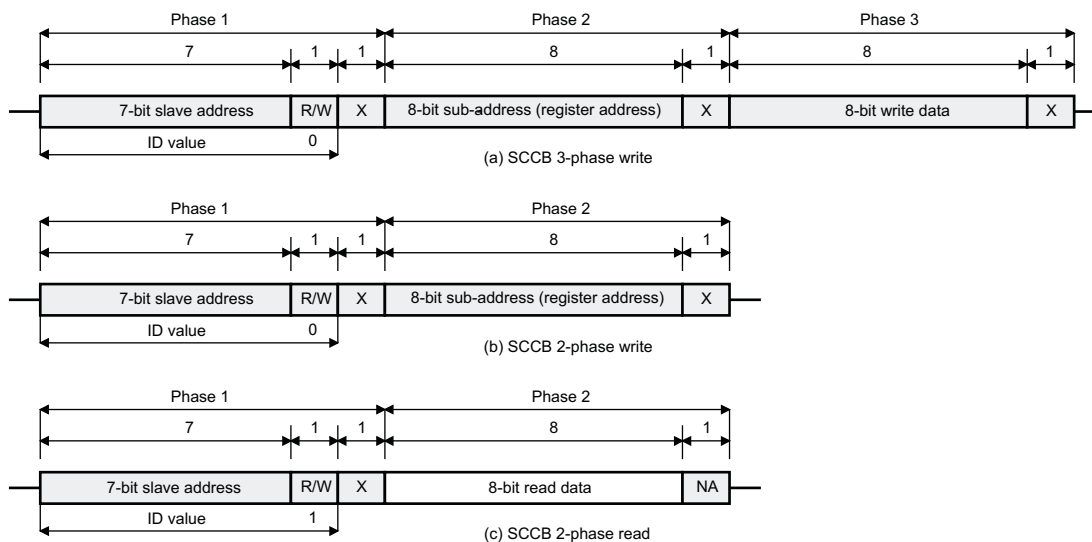 Phase 1 Phase 2 Phase 3
7 1 1 8 1 8 1
7-bit slave address R/W X 8-bit sub-address (register address) X 8-bit write data X
ID value 0
(a) SCCB 3-phase write
Phase 1 Phase 2
7 1 1 8 1
7-bit slave address R/W X 8-bit sub-address (register address) X
ID value 0
(b) SCCB 2-phase write
Phase 1 Phase 2
7 1 1 8 1
7-bit slave address R/W X 8-bit read data NA
ID value 1
(c) SCCB 2-phase read